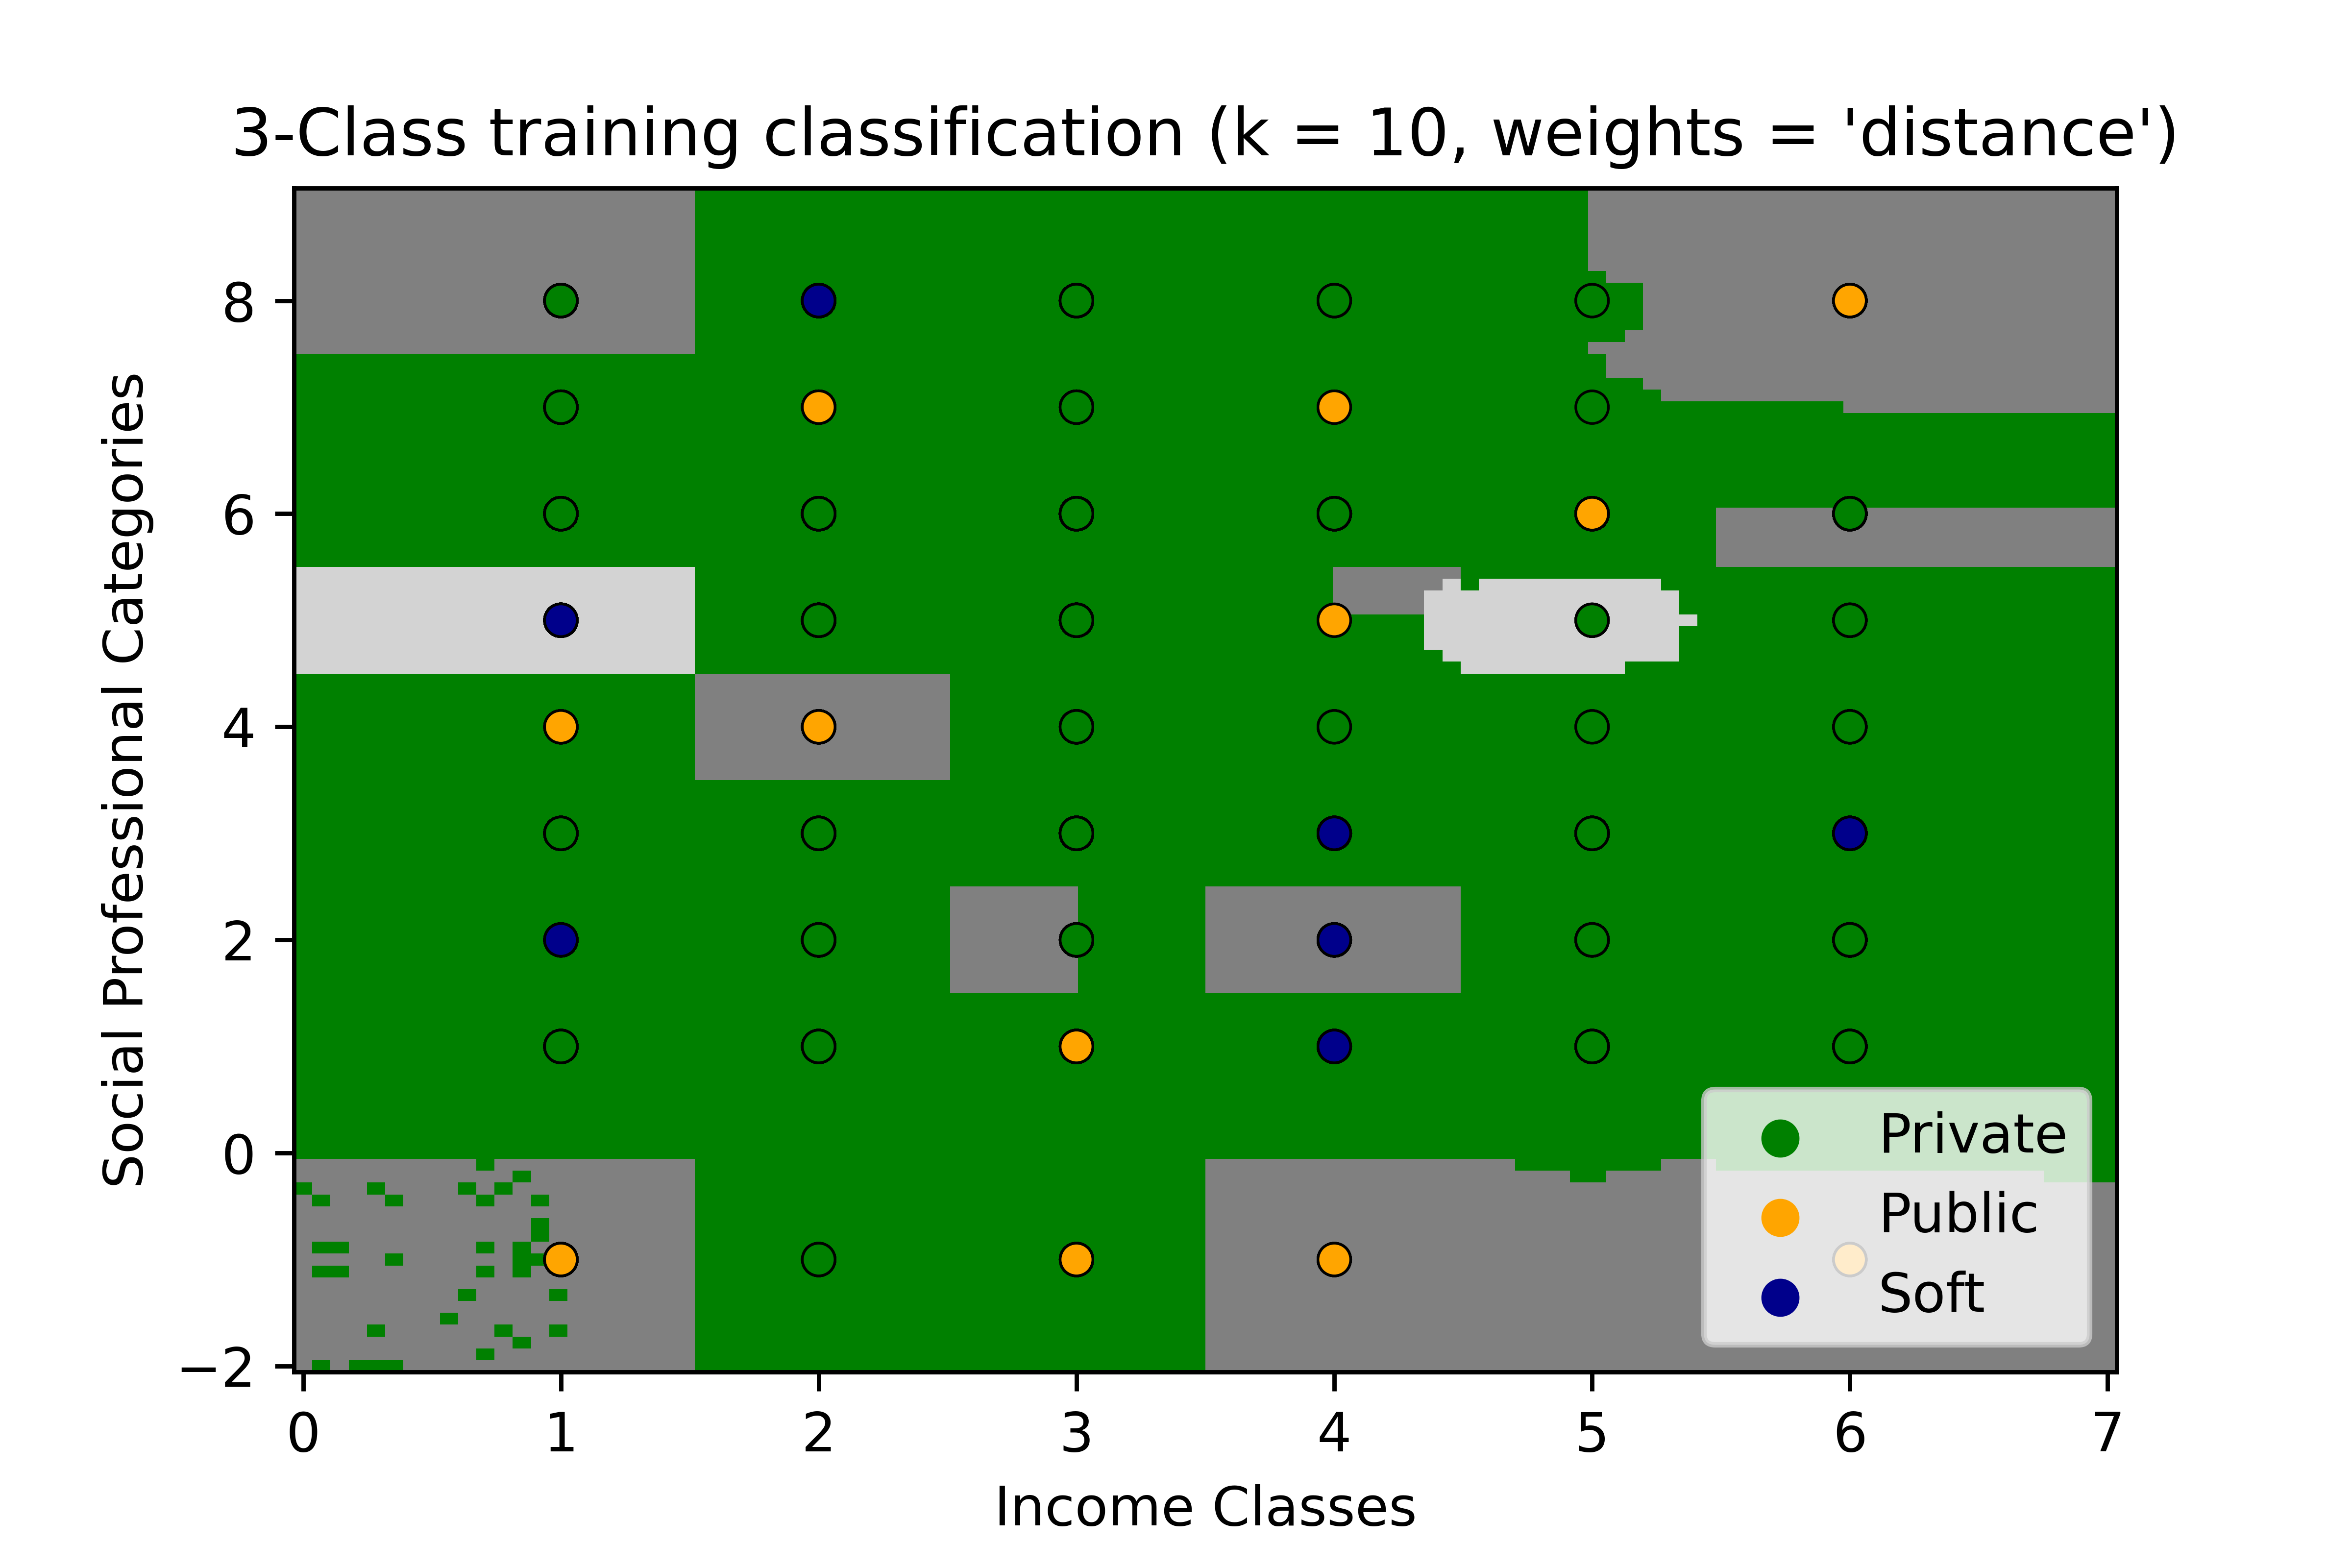 3-Class training classification (k = 10, weights = 'distance')
Social Professional Categories
8
6
4
2
0
−2
0 1 2 3 4 5 6 7
Income Classes
Private
Public
Soft